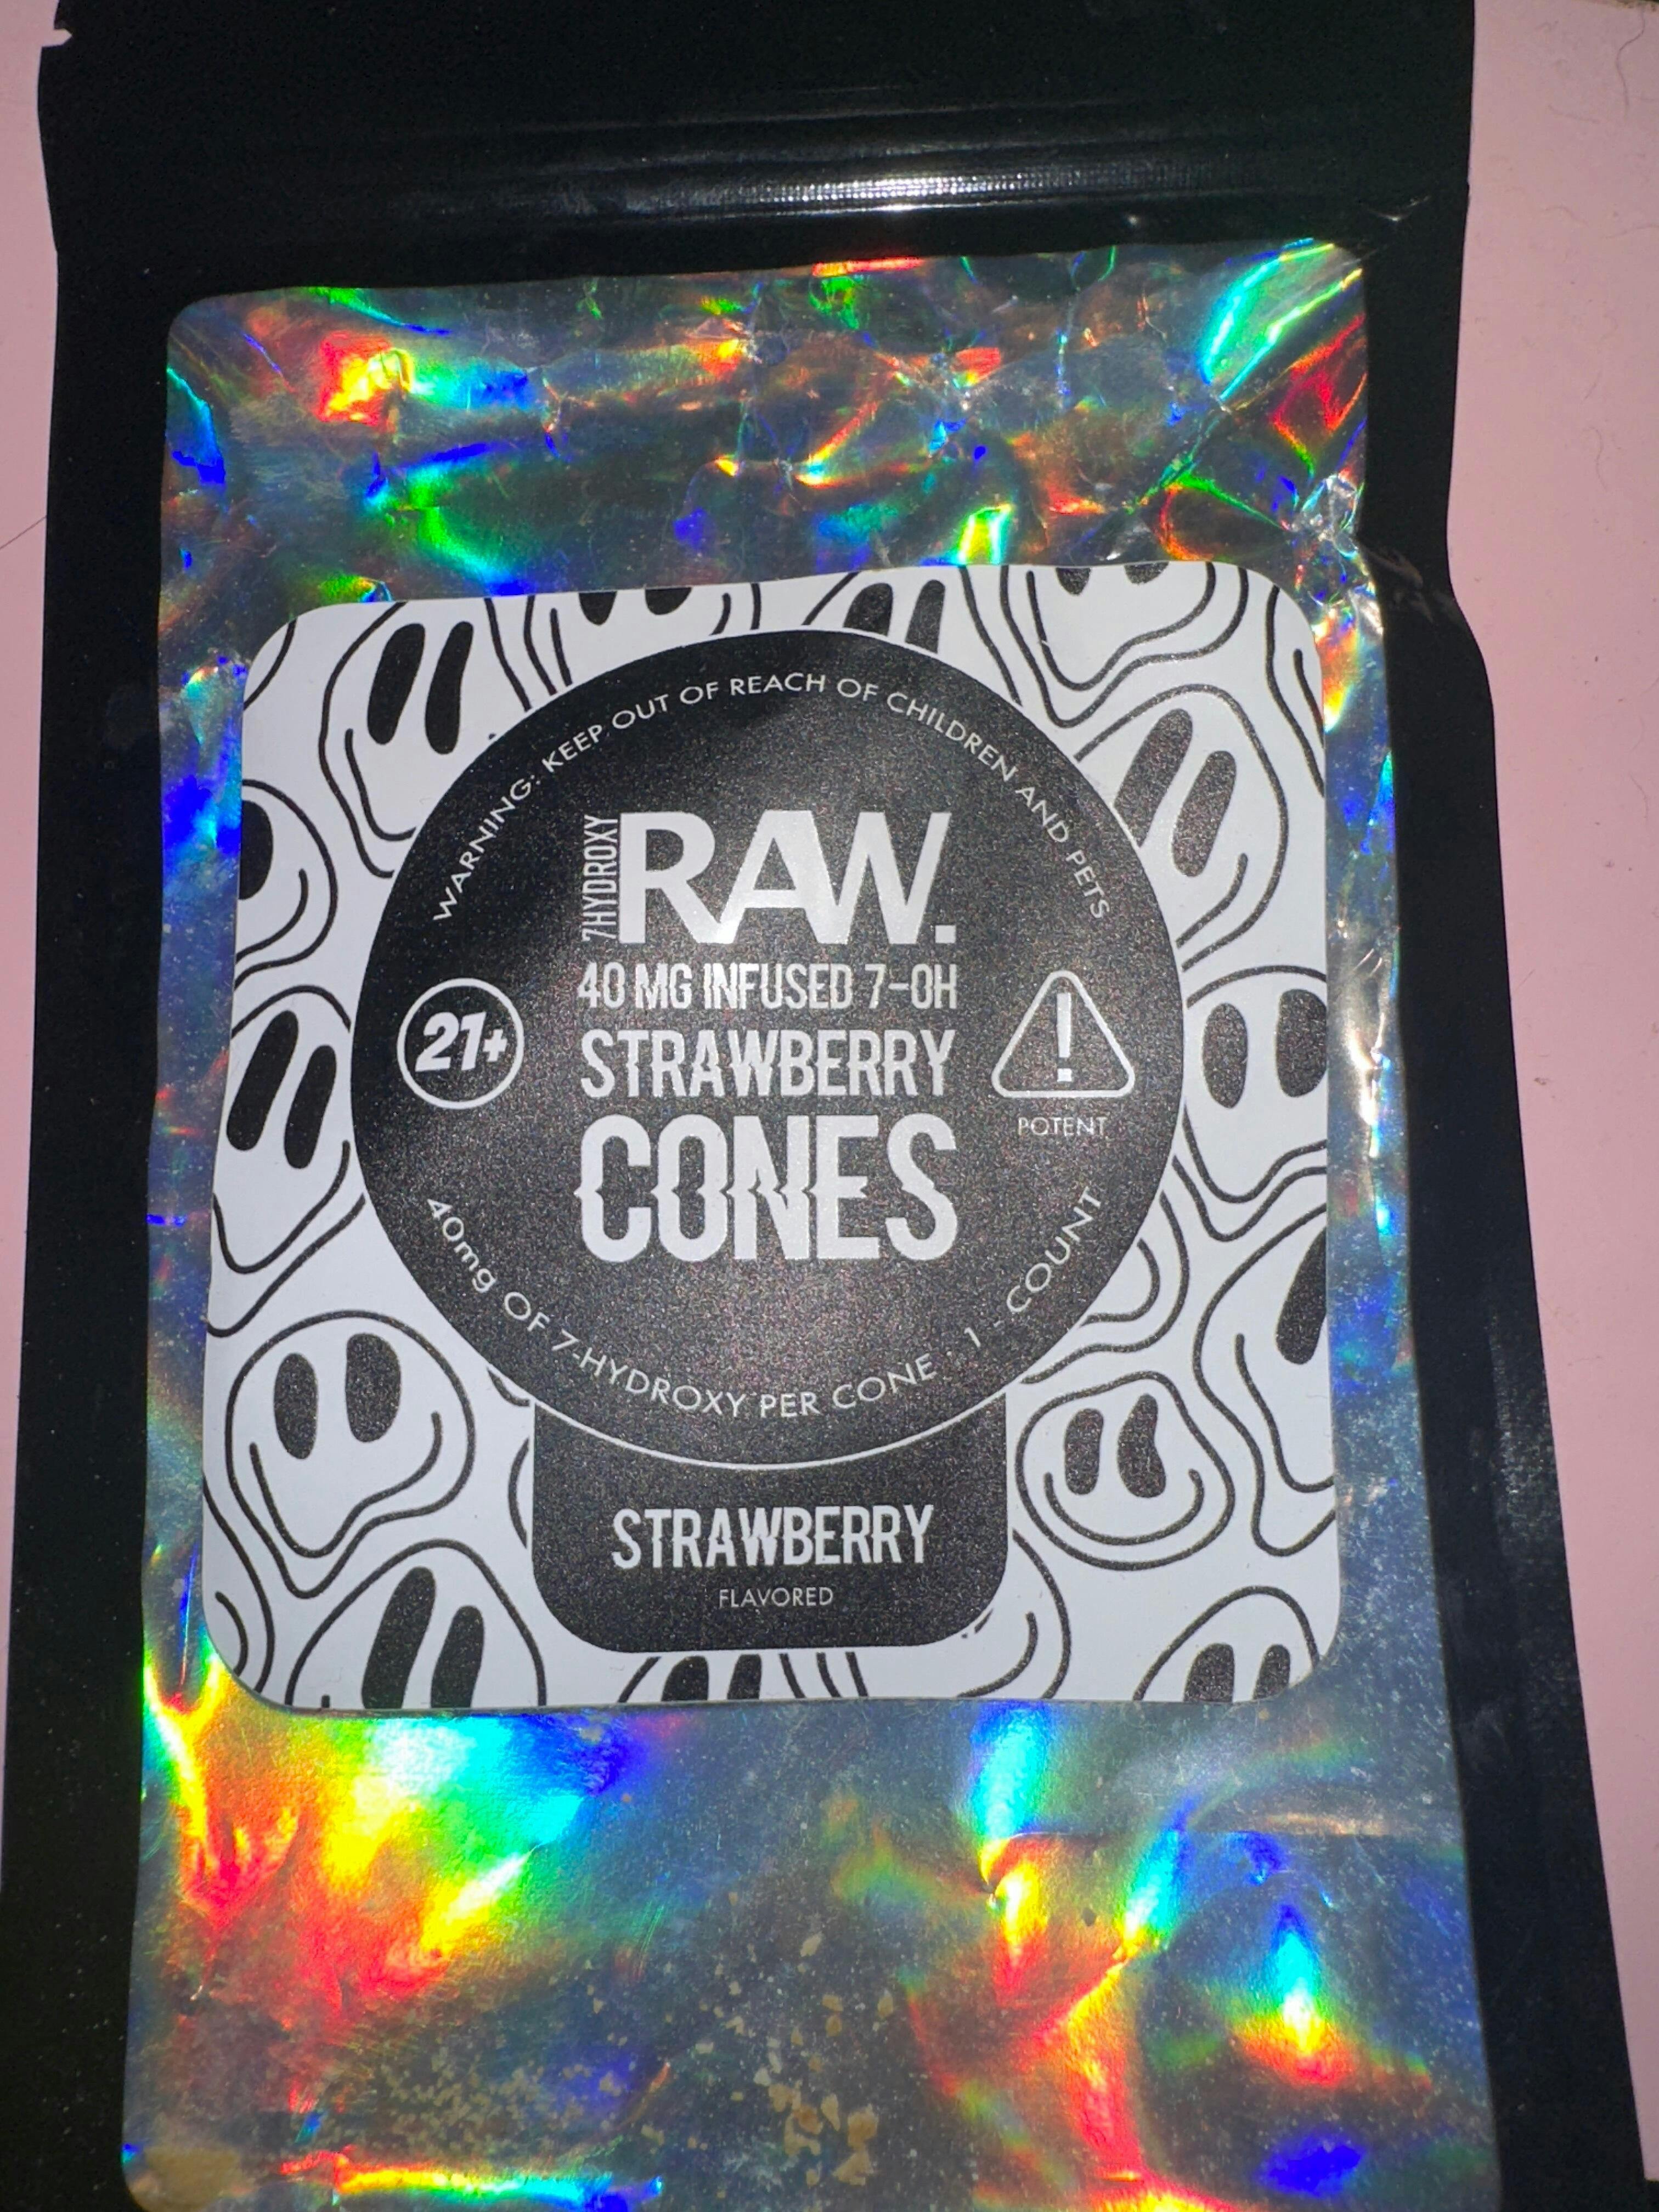 WARNING: KEEP OUT OF REACH OF CHILDREN AND PETS
7HYDROXY
RAW.
40 MG INFUSED 7-OH
STRAWBERRY
CONES
21+
!
POTENT
40mg OF 7-HYDROXY PER CONE · 1 - COUNT
STRAWBERRY
FLAVORED